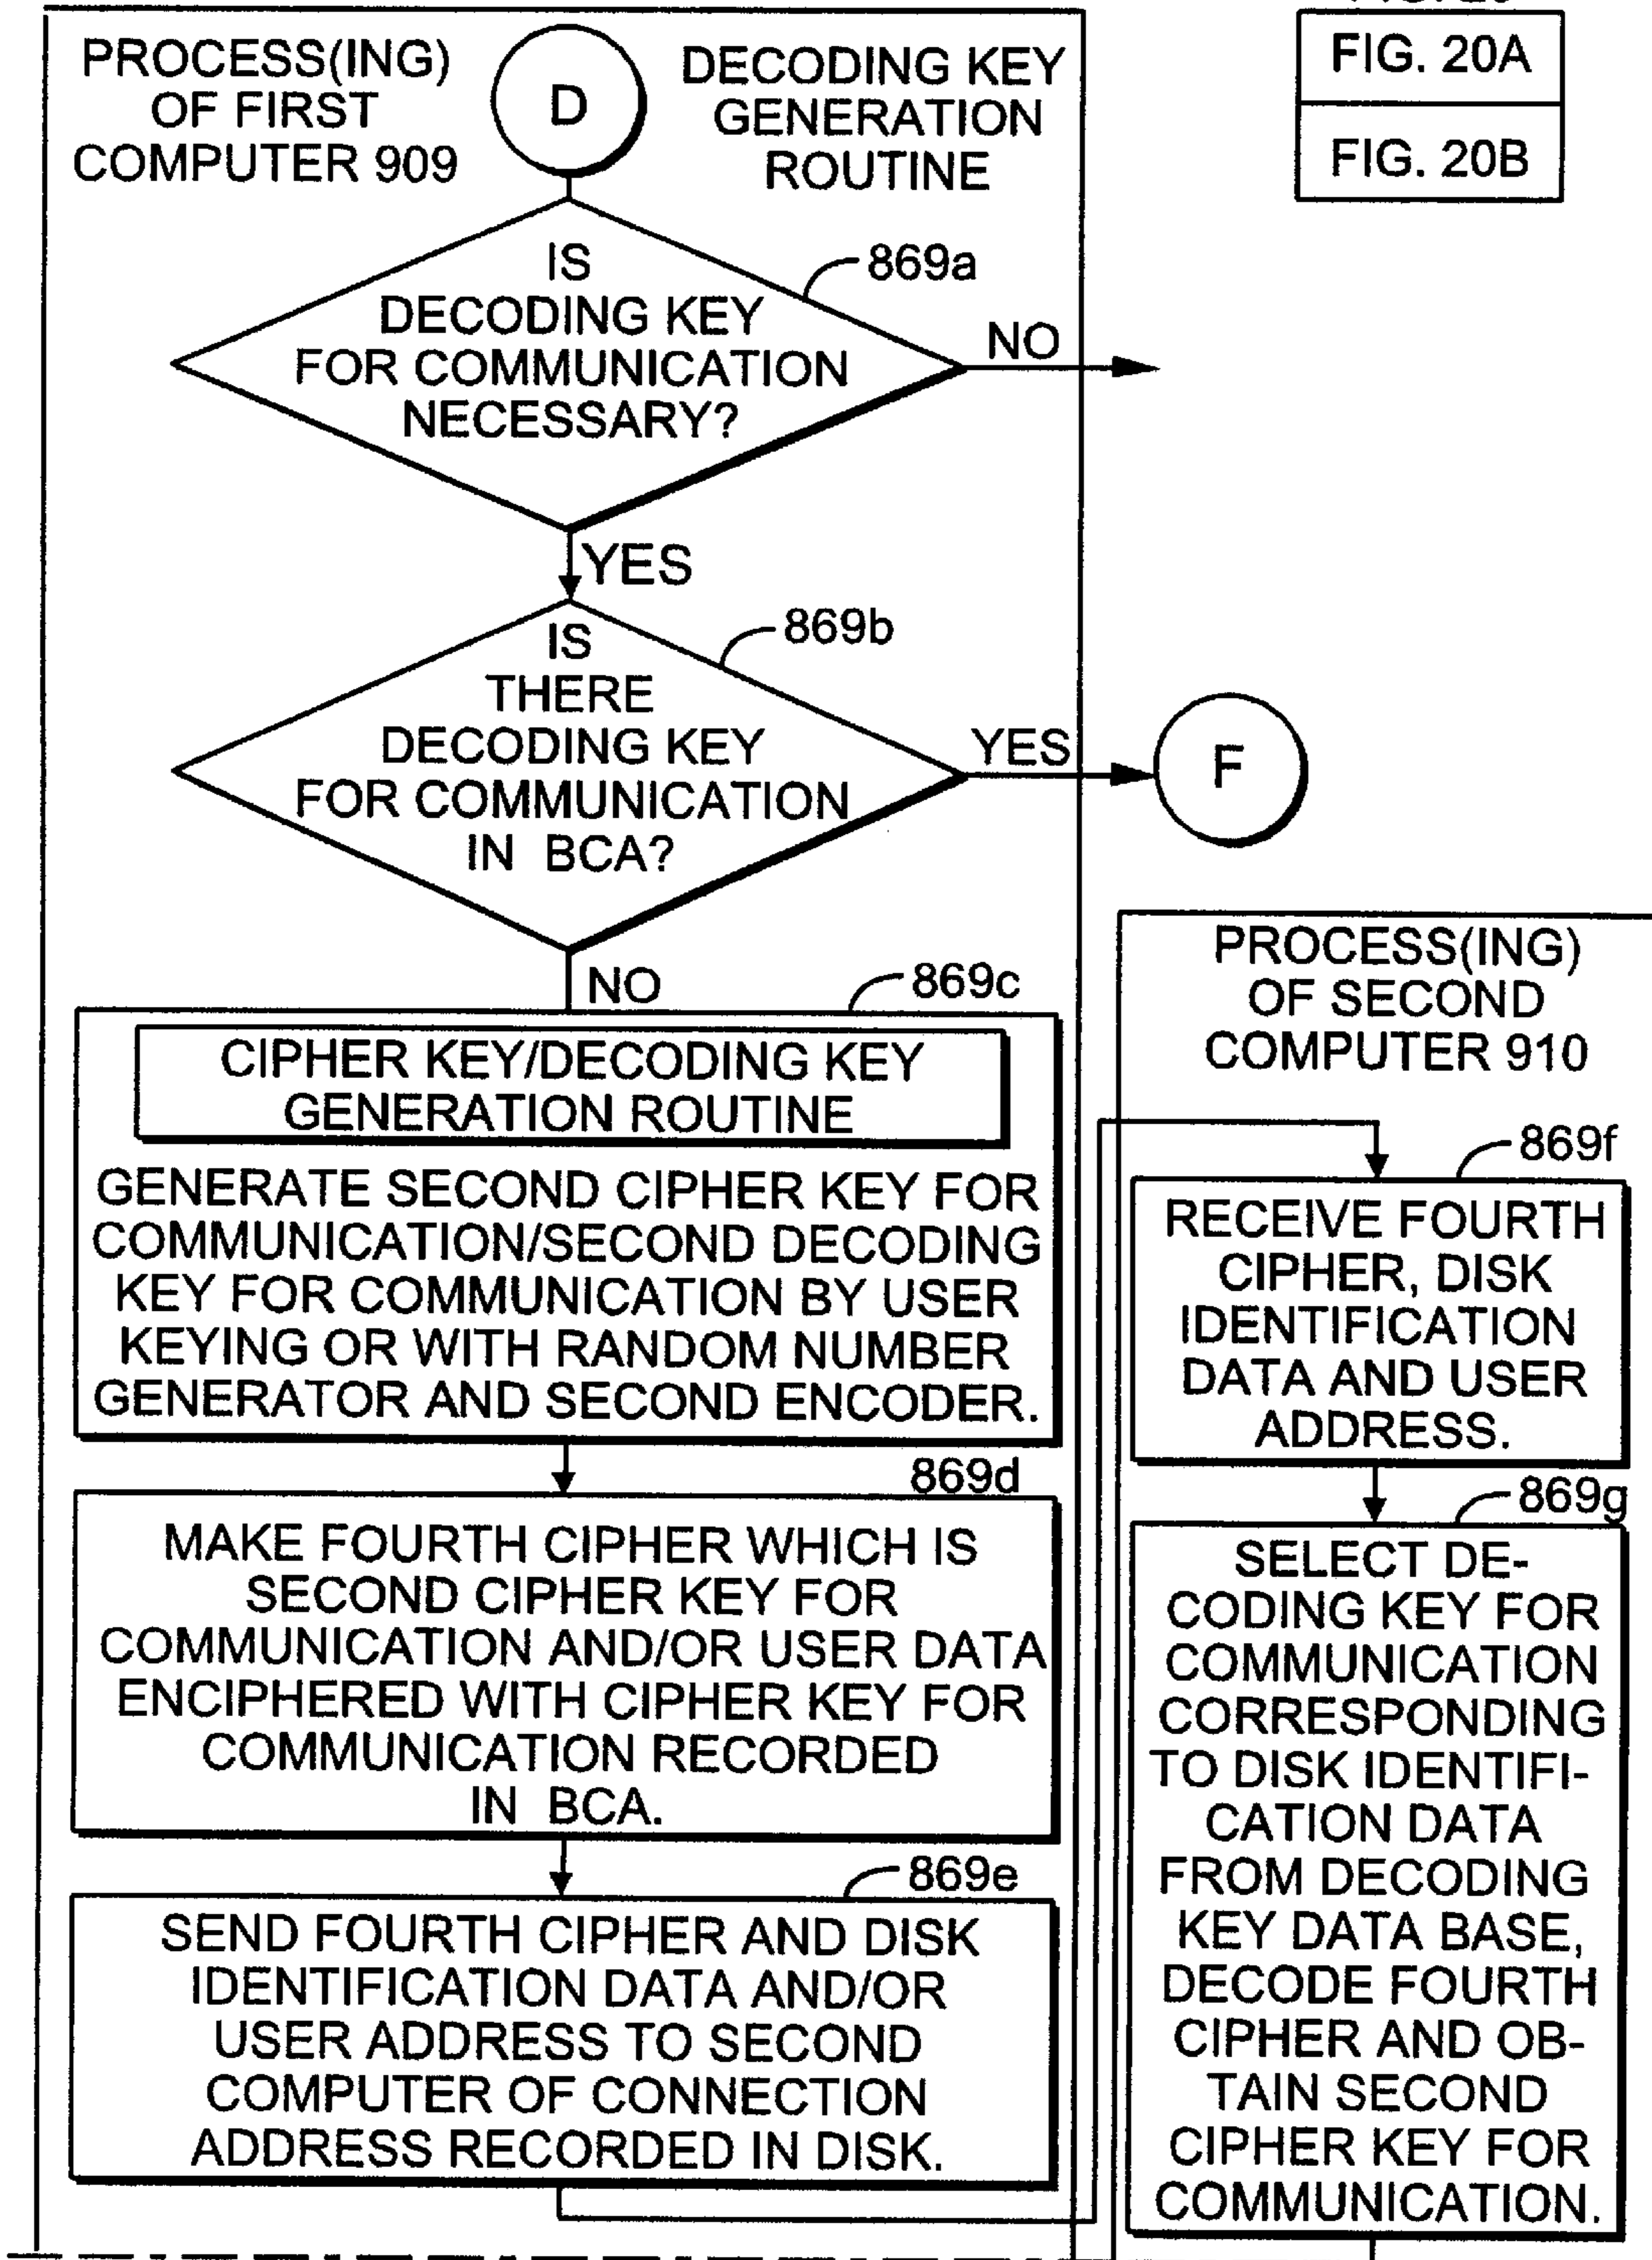 PROCESS(ING)
OF FIRST
COMPUTER 909
D
DECODING KEY
GENERATION
ROUTINE
FIG. 20A
FIG. 20B
IS
DECODING KEY
FOR COMMUNICATION
NECESSARY?
869a
NO
YES
IS
THERE
DECODING KEY
FOR COMMUNICATION
IN BCA?
869b
YES
F
NO
869c
CIPHER KEY/DECODING KEY
GENERATION ROUTINE
GENERATE SECOND CIPHER KEY FOR
COMMUNICATION/SECOND DECODING
KEY FOR COMMUNICATION BY USER
KEYING OR WITH RANDOM NUMBER
GENERATOR AND SECOND ENCODER.
869d
MAKE FOURTH CIPHER WHICH IS
SECOND CIPHER KEY FOR
COMMUNICATION AND/OR USER DATA
ENCIPHERED WITH CIPHER KEY FOR
COMMUNICATION RECORDED
IN BCA.
869e
SEND FOURTH CIPHER AND DISK
IDENTIFICATION DATA AND/OR
USER ADDRESS TO SECOND
COMPUTER OF CONNECTION
ADDRESS RECORDED IN DISK.
PROCESS(ING)
OF SECOND
COMPUTER 910
869f
RECEIVE FOURTH
CIPHER, DISK
IDENTIFICATION
DATA AND USER
ADDRESS.
869g
SELECT DE-
CODING KEY FOR
COMMUNICATION
CORRESPONDING
TO DISK IDENTIFI-
CATION DATA
FROM DECODING
KEY DATA BASE,
DECODE FOURTH
CIPHER AND OB-
TAIN SECOND
CIPHER KEY FOR
COMMUNICATION.